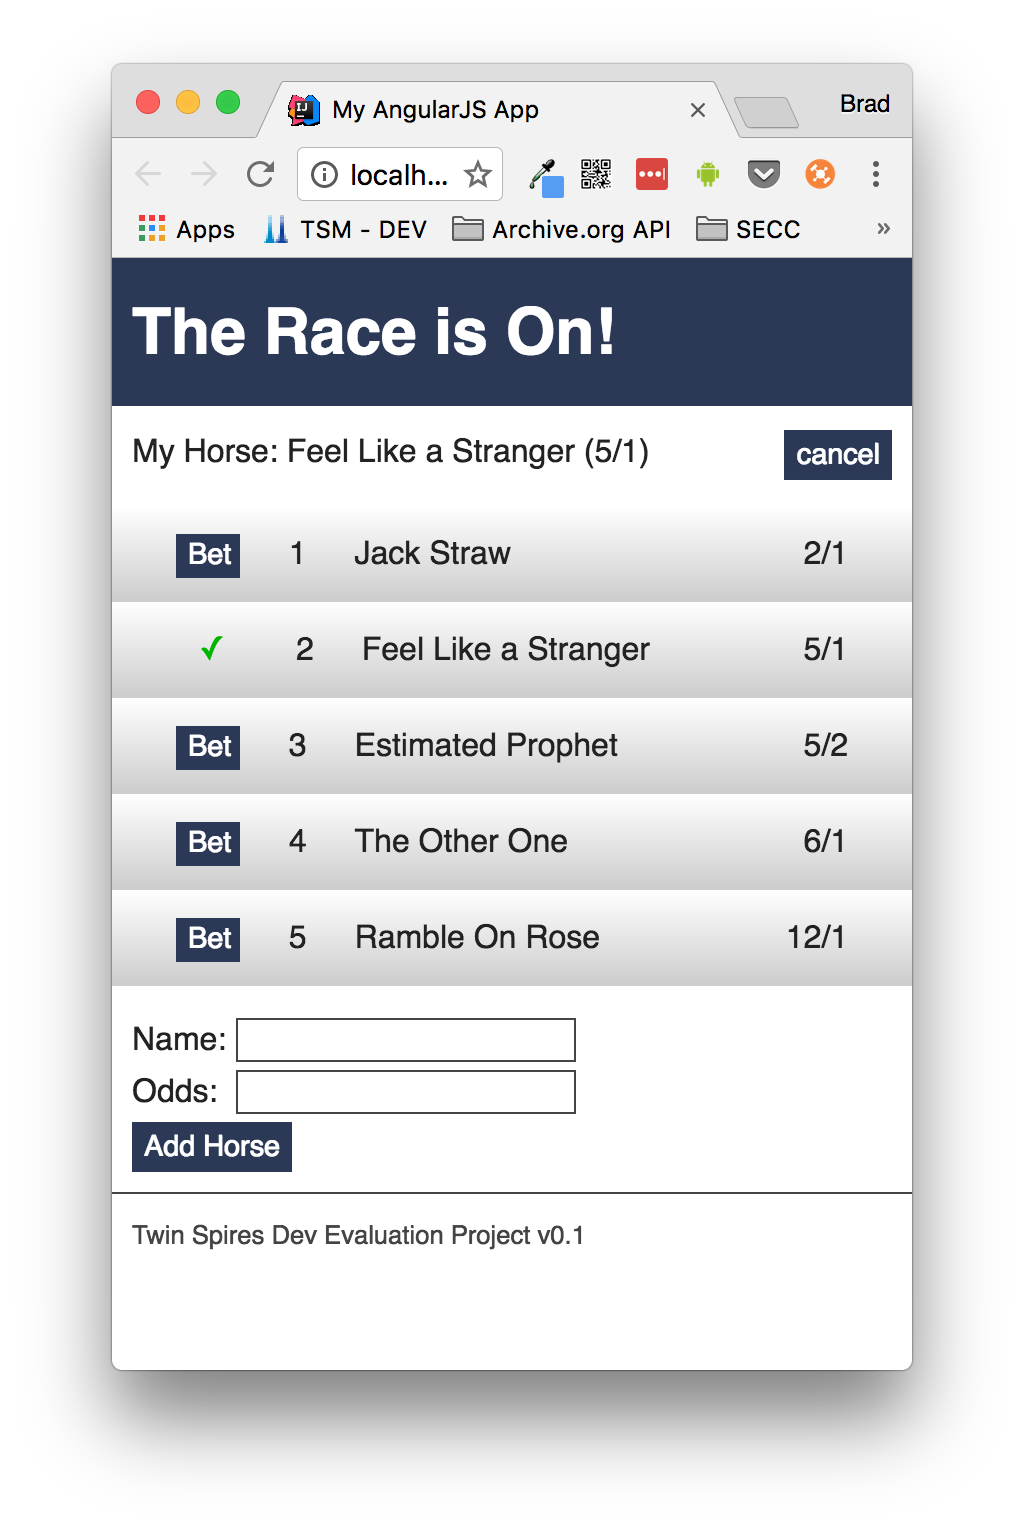 My AngularJS App
Brad
localh...
Apps TSM - DEV Archive.org API SECC »
The Race is On!
My Horse: Feel Like a Stranger (5/1) cancel
Bet 1 Jack Straw 2/1
✓ 2 Feel Like a Stranger 5/1
Bet 3 Estimated Prophet 5/2
Bet 4 The Other One 6/1
Bet 5 Ramble On Rose 12/1
Name:
Odds:
Add Horse
Twin Spires Dev Evaluation Project v0.1